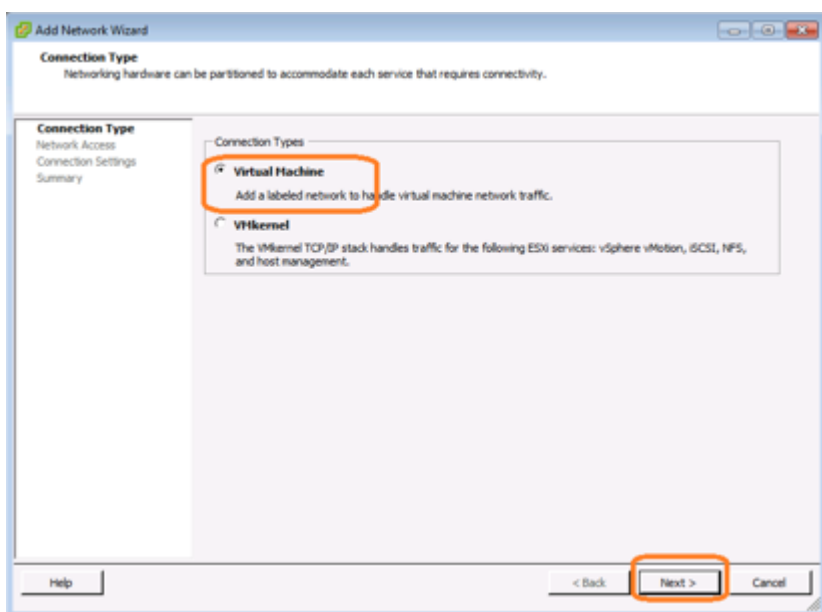 Add Network Wizard
Connection Type
Networking hardware can be partitioned to accommodate each service that requires connectivity.
Connection Type
Network Access
Connection Settings
Summary
Connection Types
Virtual Machine
Add a labeled network to handle virtual machine network traffic.
VMkernel
The VMkernel TCP/IP stack handles traffic for the following ESXi services: vSphere vMotion, iSCSI, NFS,
and host management.
Help
< Back
Next >
Cancel